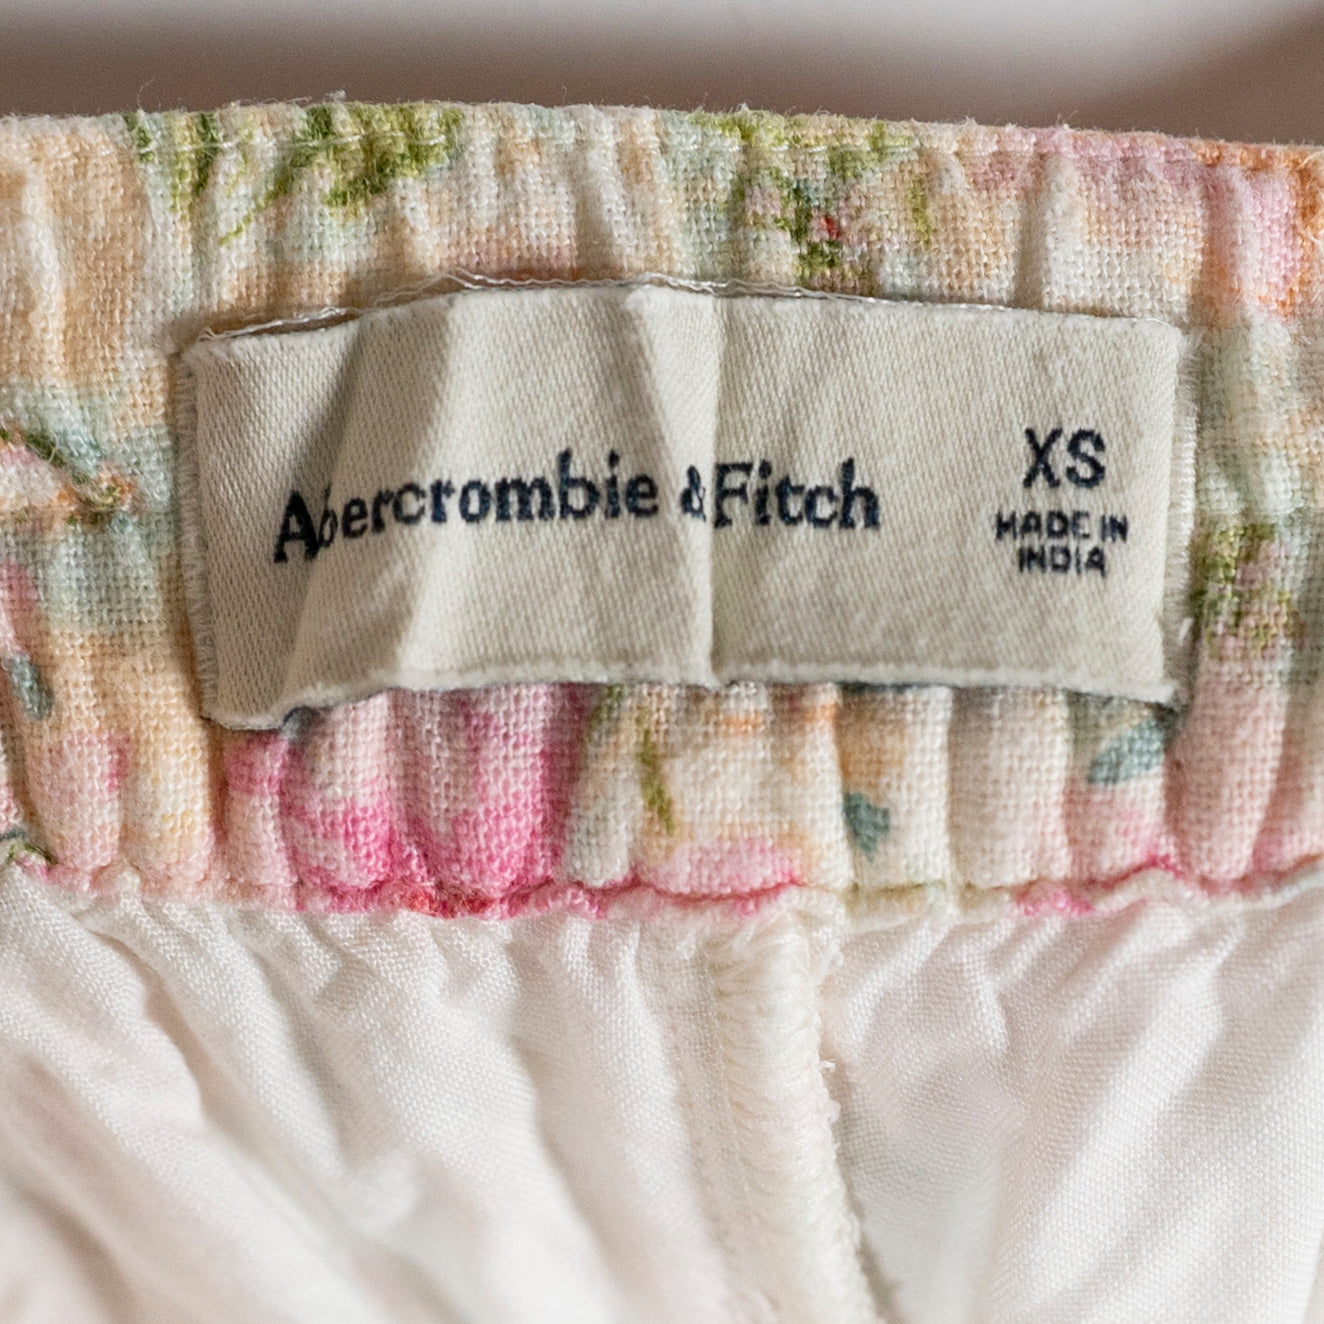 Abercrombie & Fitch
XS
MADE IN
INDIA